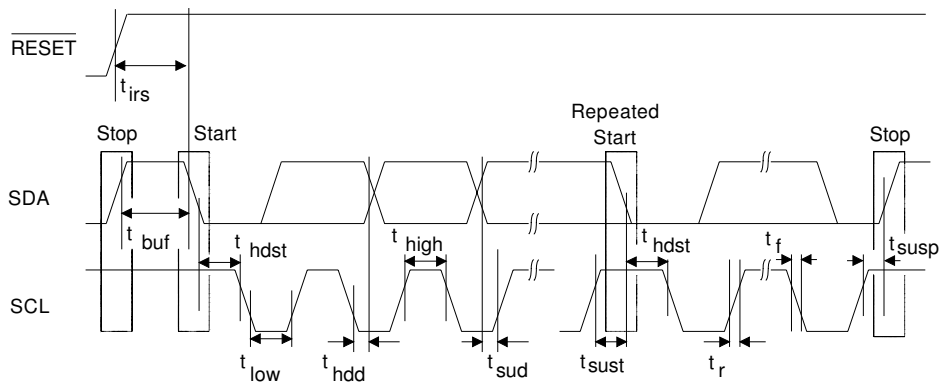 RESET
t irs
Repeated
Stop Start Start Stop
SDA
t buf t hdst t high t hdst t f t susp
SCL
t low t hdd t sud t sust t r